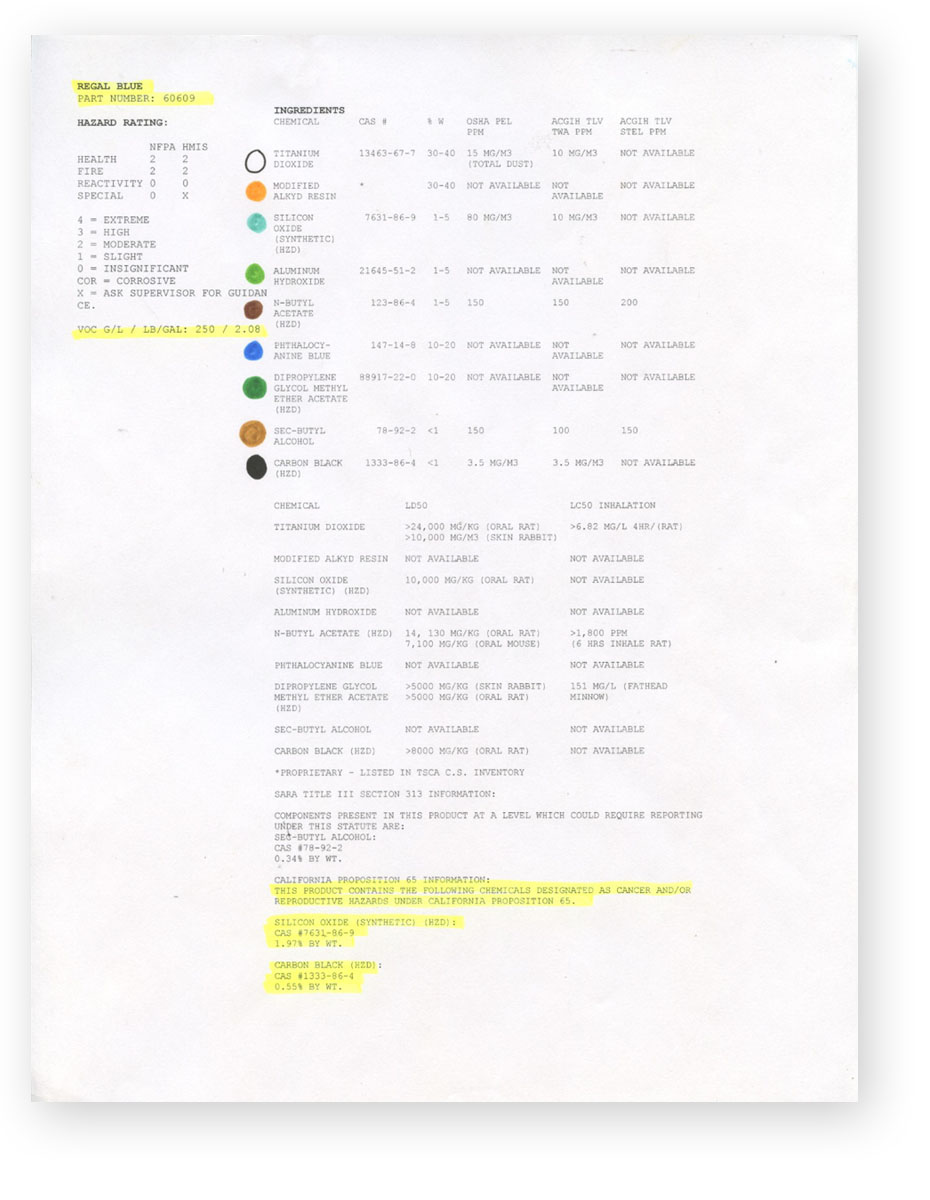 REGAL BLUE
PART NUMBER: 60609
HAZARD RATING:
NFPA HMIS
HEALTH 2 2
FIRE 2 2
REACTIVITY 0 0
SPECIAL 0 X
4 = EXTREME
3 = HIGH
2 = MODERATE
1 = SLIGHT
0 = INSIGNIFICANT
COR = CORROSIVE
X = ASK SUPERVISOR FOR GUIDAN
CE.
VOC G/L / LB/GAL: 250 / 2.08
INGREDIENTS
CHEMICAL CAS # % W OSHA PEL ACGIH TLV ACGIH TLV
PPM TWA PPM STEL PPM
TITANIUM 13463-67-7 30-40 15 MG/M3 10 MG/M3 NOT AVAILABLE
DIOXIDE (TOTAL DUST)
MODIFIED * 30-40 NOT AVAILABLE NOT NOT AVAILABLE
ALKYD RESIN AVAILABLE
SILICON 7631-86-9 1-5 80 MG/M3 10 MG/M3 NOT AVAILABLE
OXIDE
(SYNTHETIC)
(HZD)
ALUMINUM 21645-51-2 1-5 NOT AVAILABLE NOT NOT AVAILABLE
HYDROXIDE AVAILABLE
N-BUTYL 123-86-4 1-5 150 150 200
ACETATE
(HZD)
PHTHALOCY- 147-14-8 10-20 NOT AVAILABLE NOT NOT AVAILABLE
ANINE BLUE AVAILABLE
DIPROPYLENE 88917-22-0 10-20 NOT AVAILABLE NOT NOT AVAILABLE
GLYCOL METHYL AVAILABLE
ETHER ACETATE
(HZD)
SEC-BUTYL 78-92-2 <1 150 100 150
ALCOHOL
CARBON BLACK 1333-86-4 <1 3.5 MG/M3 3.5 MG/M3 NOT AVAILABLE
(HZD)
CHEMICAL LD50 LC50 INHALATION
TITANIUM DIOXIDE >24,000 MG/KG (ORAL RAT) >6.82 MG/L 4HR/(RAT)
>10,000 MG/M3 (SKIN RABBIT)
MODIFIED ALKYD RESIN NOT AVAILABLE NOT AVAILABLE
SILICON OXIDE 10,000 MG/KG (ORAL RAT) NOT AVAILABLE
(SYNTHETIC) (HZD)
ALUMINUM HYDROXIDE NOT AVAILABLE NOT AVAILABLE
N-BUTYL ACETATE (HZD) 14, 130 MG/KG (ORAL RAT) >1,800 PPM
7,100 MG/KG (ORAL MOUSE) (6 HRS INHALE RAT)
PHTHALOCYANINE BLUE NOT AVAILABLE NOT AVAILABLE
DIPROPYLENE GLYCOL >5000 MG/KG (SKIN RABBIT) 151 MG/L (FATHEAD
METHYL ETHER ACETATE >5000 MG/KG (ORAL RAT) MINNOW)
(HZD)
SEC-BUTYL ALCOHOL NOT AVAILABLE NOT AVAILABLE
CARBON BLACK (HZD) >8000 MG/KG (ORAL RAT) NOT AVAILABLE
*PROPRIETARY - LISTED IN TSCA C.S. INVENTORY
SARA TITLE III SECTION 313 INFORMATION:
COMPONENTS PRESENT IN THIS PRODUCT AT A LEVEL WHICH COULD REQUIRE REPORTING
UNDER THIS STATUTE ARE:
SEC-BUTYL ALCOHOL:
CAS #78-92-2
0.34% BY WT.
CALIFORNIA PROPOSITION 65 INFORMATION:
THIS PRODUCT CONTAINS THE FOLLOWING CHEMICALS DESIGNATED AS CANCER AND/OR
REPRODUCTIVE HAZARDS UNDER CALIFORNIA PROPOSITION 65.
SILICON OXIDE (SYNTHETIC) (HZD):
CAS #7631-86-9
1.97% BY WT.
CARBON BLACK (HZD):
CAS #1333-86-4
0.55% BY WT.